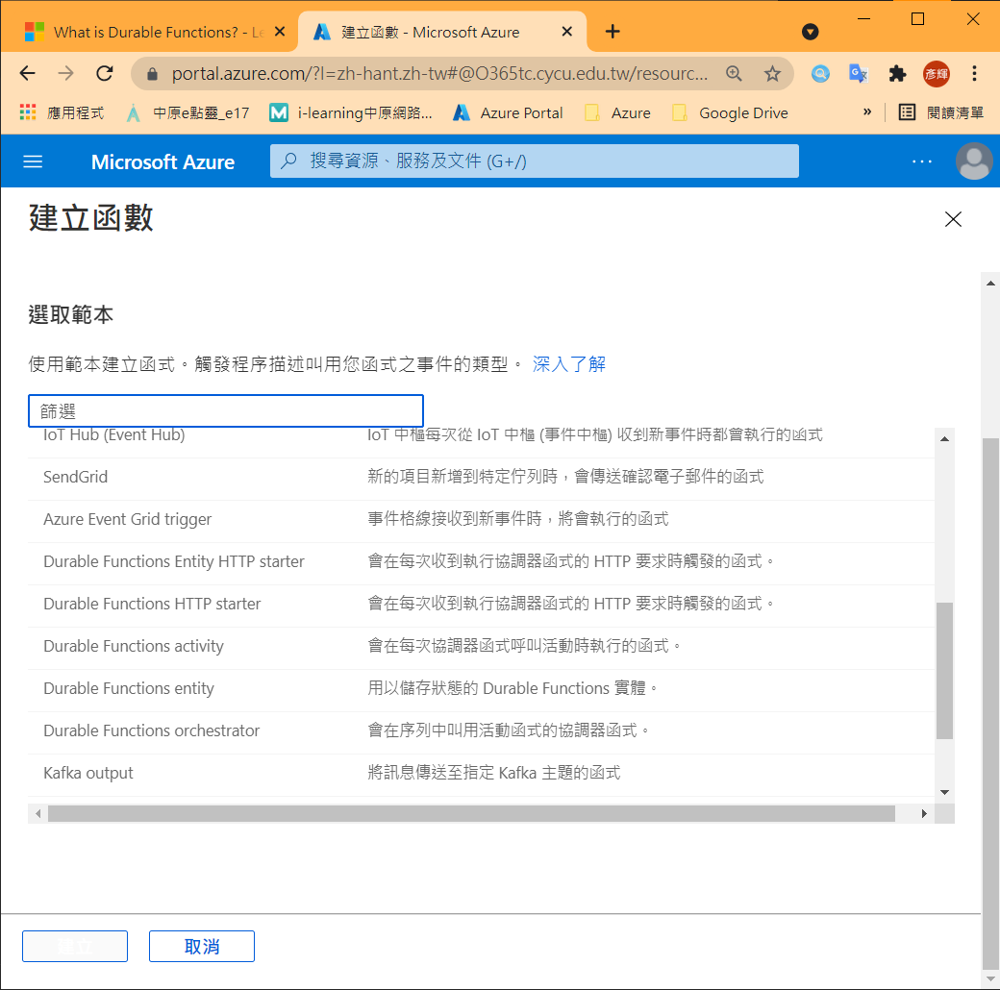 What is Durable Functions? - Le
建立函數 - Microsoft Azure
portal.azure.com/?l=zh-hant.zh-tw#@O365tc.cycu.edu.tw/resourc...
彥輝
應用程式
中原e點靈_e17
i-learning中原網路...
Azure Portal
Azure
Google Drive
»
閱讀清單
Microsoft Azure
搜尋資源、服務及文件 (G+/)
建立函數
選取範本
使用範本建立函式。觸發程序描述叫用您函式之事件的類型。 深入了解
篩選
IoT Hub (Event Hub) IoT 中樞每次從 IoT 中樞 (事件中樞) 收到新事件時都會執行的函式
SendGrid 新的項目新增到特定佇列時，會傳送確認電子郵件的函式
Azure Event Grid trigger 事件格線接收到新事件時，將會執行的函式
Durable Functions Entity HTTP starter 會在每次收到執行協調器函式的 HTTP 要求時觸發的函式。
Durable Functions HTTP starter 會在每次收到執行協調器函式的 HTTP 要求時觸發的函式。
Durable Functions activity 會在每次協調器函式呼叫活動時執行的函式。
Durable Functions entity 用以儲存狀態的 Durable Functions 實體。
Durable Functions orchestrator 會在序列中叫用活動函式的協調器函式。
Kafka output 將訊息傳送至指定 Kafka 主題的函式
建立
取消